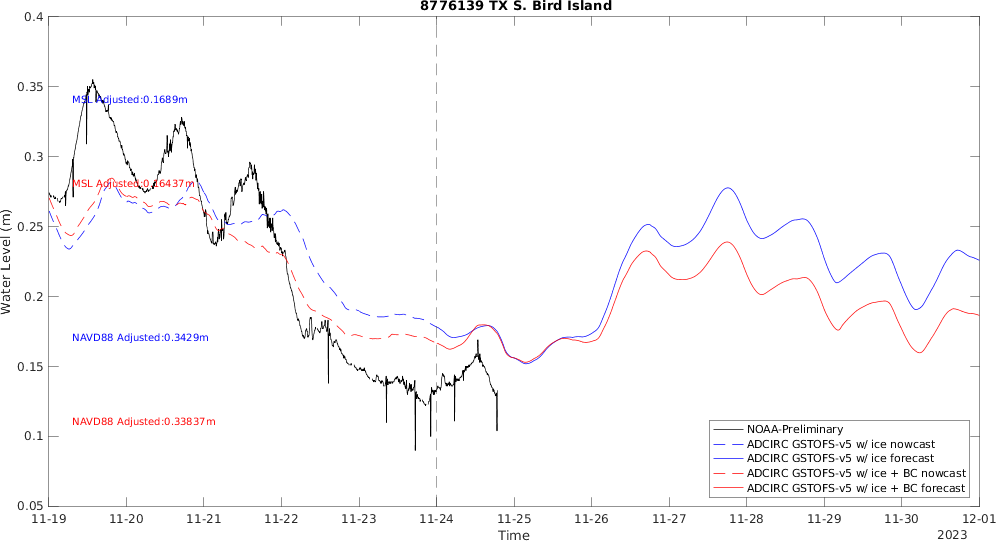 8776139 TX S. Bird Island
0.4
0.35
0.3
0.25
0.2
0.15
0.1
0.05
Water Level (m)
MSL Adjusted:0.1689m
MSL Adjusted:0.16437m
NAVD88 Adjusted:0.3429m
NAVD88 Adjusted:0.33837m
NOAA-Preliminary
ADCIRC GSTOFS-v5 w/ ice nowcast
ADCIRC GSTOFS-v5 w/ ice forecast
ADCIRC GSTOFS-v5 w/ ice + BC nowcast
ADCIRC GSTOFS-v5 w/ ice + BC forecast
11-19 11-20 11-21 11-22 11-23 11-24 11-25 11-26 11-27 11-28 11-29 11-30 12-01
Time
2023